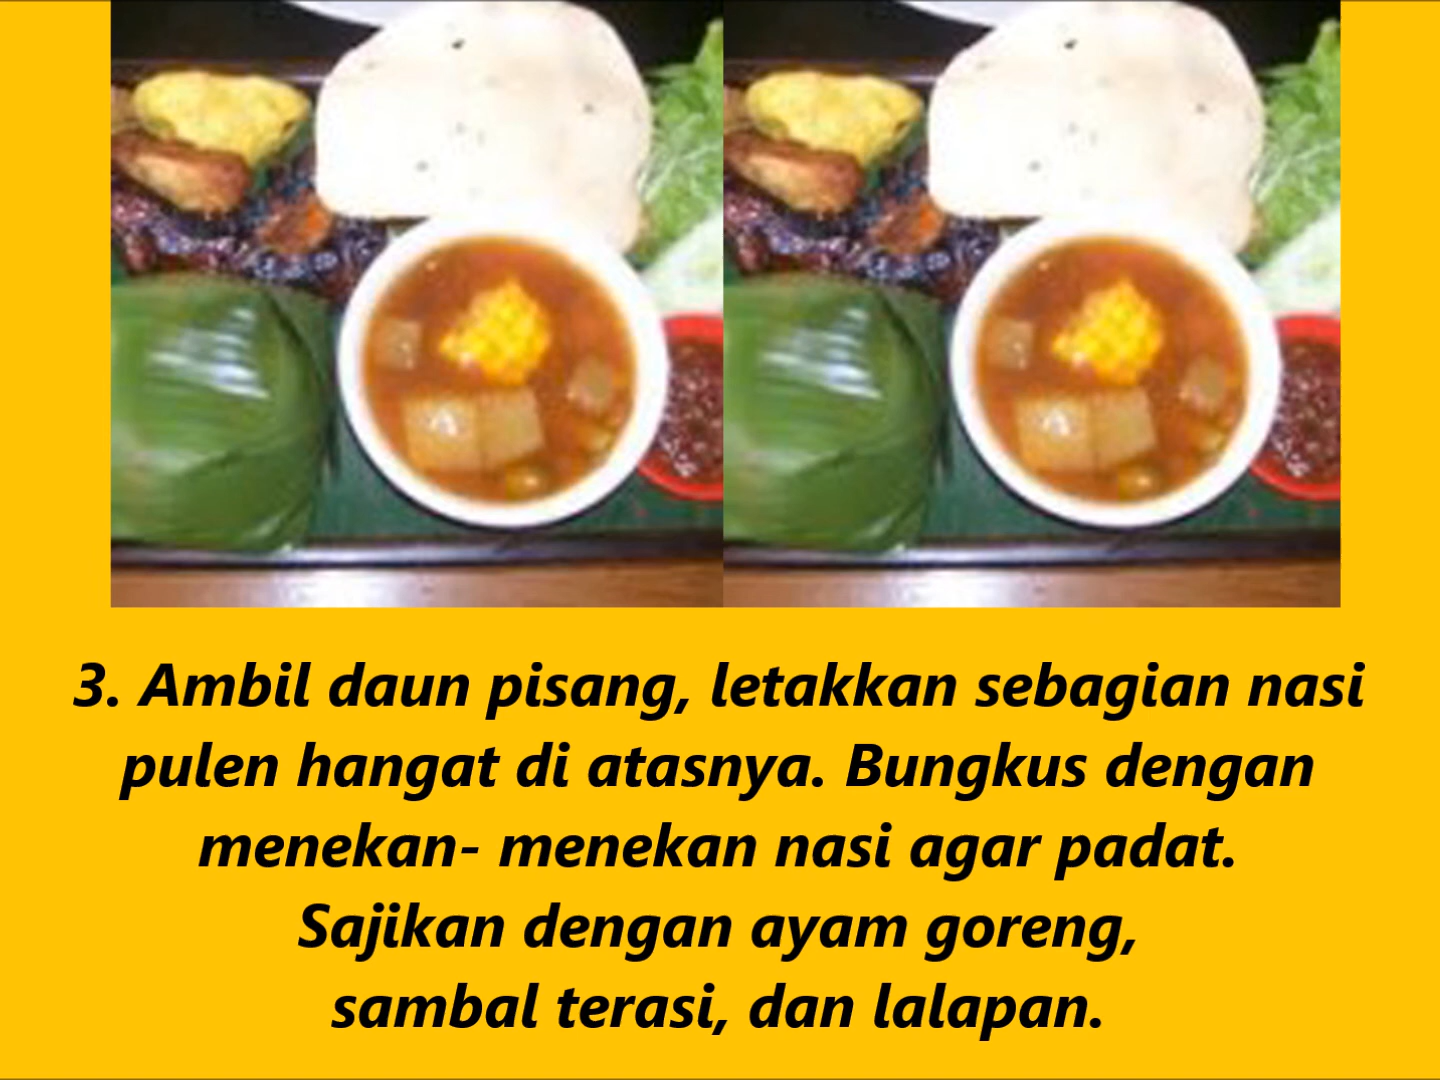 3. Ambil daun pisang, letakkan sebagian nasi
pulen hangat di atasnya. Bungkus dengan
menekan- menekan nasi agar padat.
Sajikan dengan ayam goreng,
sambal terasi, dan lalapan.